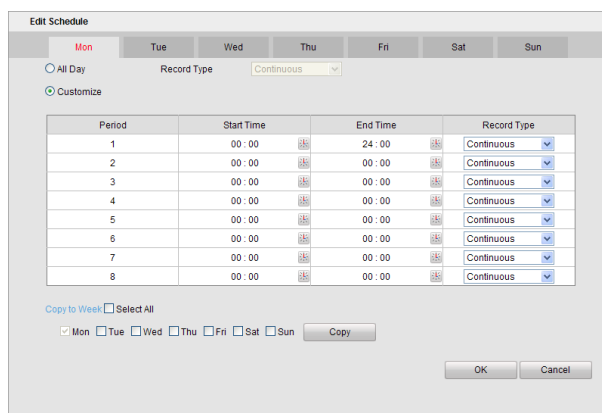 Edit Schedule
Mon Tue Wed Thu Fri Sat Sun
All Day Record Type Continuous
Customize
Period Start Time End Time Record Type
1 00 : 00 24 : 00 Continuous
2 00 : 00 00 : 00 Continuous
3 00 : 00 00 : 00 Continuous
4 00 : 00 00 : 00 Continuous
5 00 : 00 00 : 00 Continuous
6 00 : 00 00 : 00 Continuous
7 00 : 00 00 : 00 Continuous
8 00 : 00 00 : 00 Continuous
Copy to Week Select All
Mon Tue Wed Thu Fri Sat Sun Copy
OK Cancel